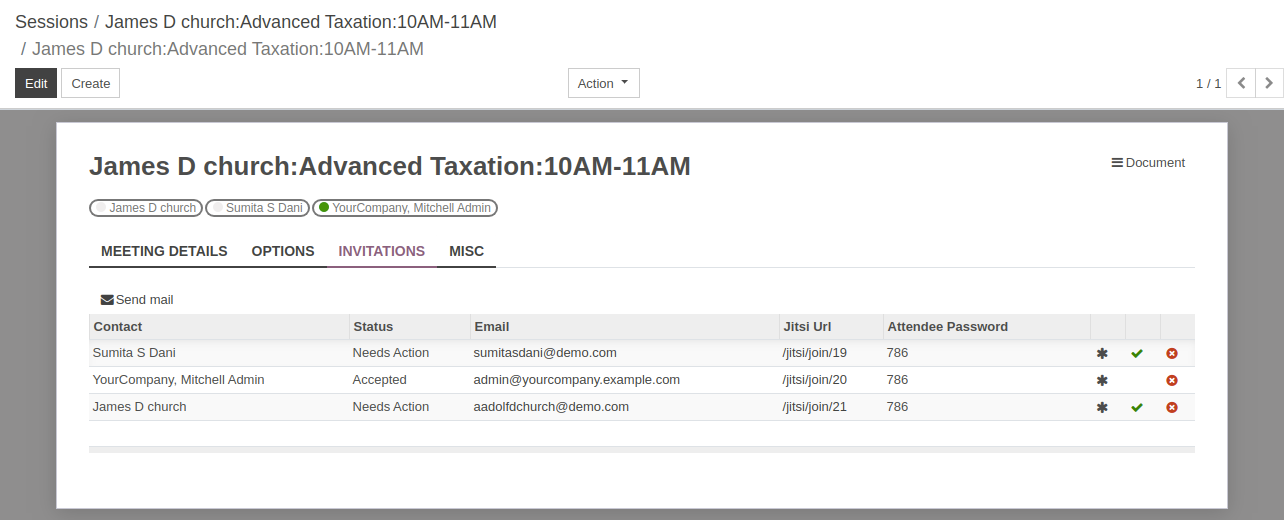 Sessions / James D church:Advanced Taxation:10AM-11AM
/ James D church:Advanced Taxation:10AM-11AM
Edit Create Action 1 / 1
James D church:Advanced Taxation:10AM-11AM Document
James D church Sumita S Dani YourCompany, Mitchell Admin
MEETING DETAILS OPTIONS INVITATIONS MISC
Send mail
Contact Status Email Jitsi Url Attendee Password
Sumita S Dani Needs Action sumitasdani@demo.com /jitsi/join/19 786
YourCompany, Mitchell Admin Accepted admin@yourcompany.example.com /jitsi/join/20 786
James D church Needs Action aadolfdchurch@demo.com /jitsi/join/21 786